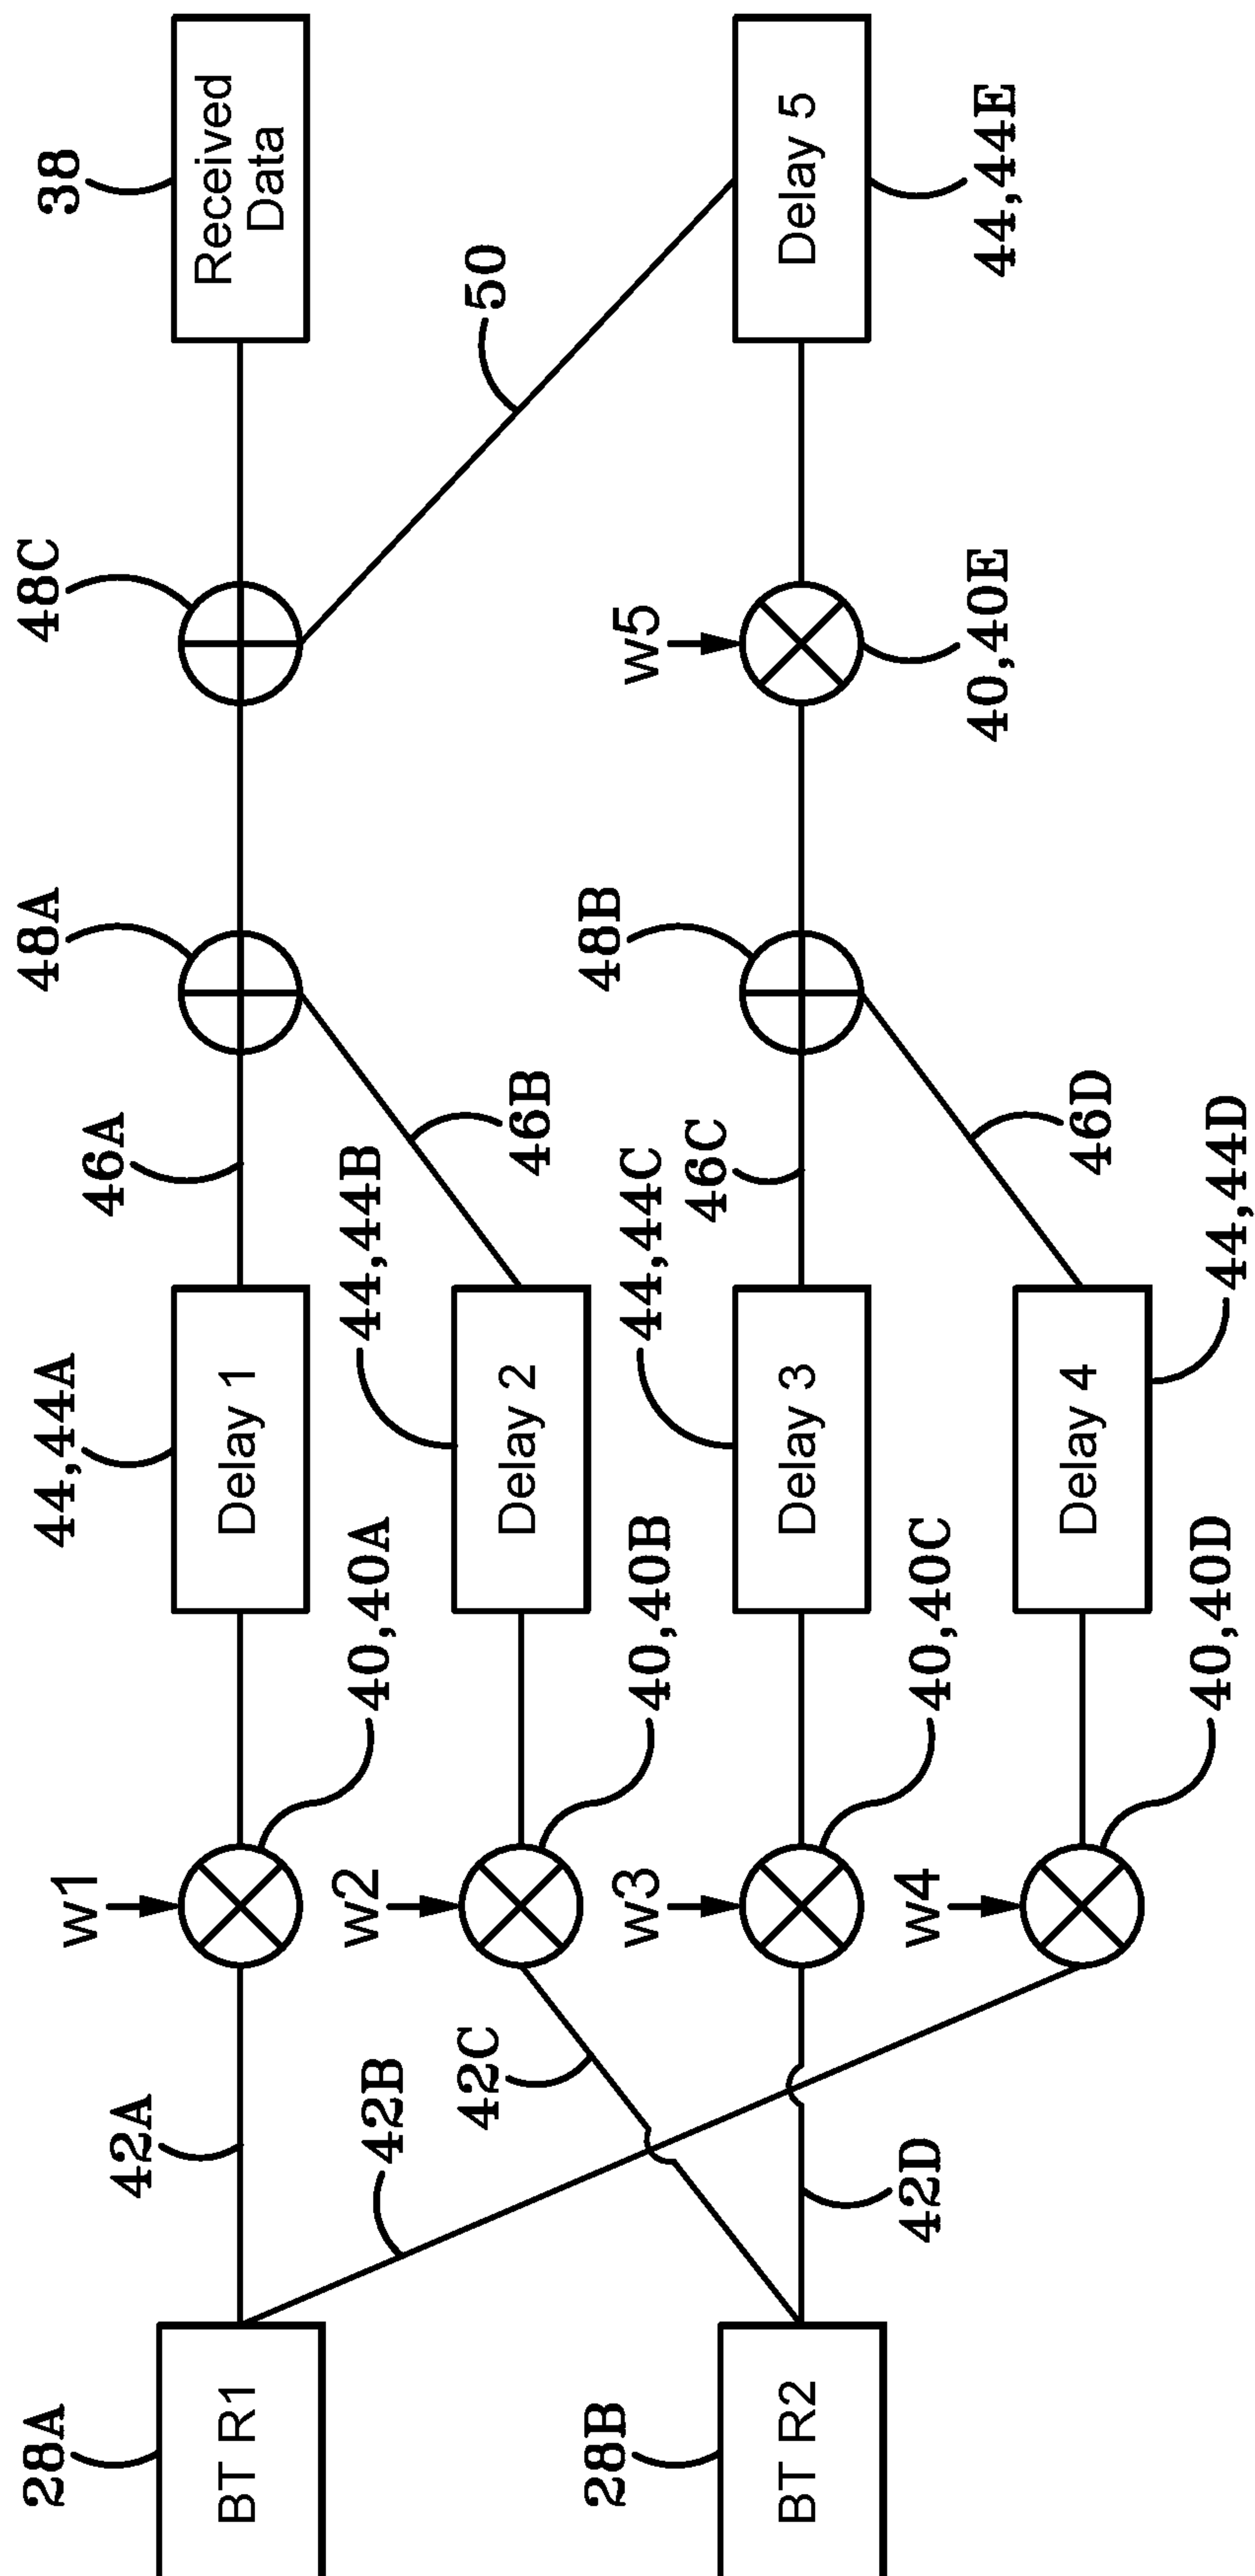 28A
BT R1
42A
w1
40,40A
44,44A
Delay 1
46A
48A
48C
38
Received
Data
42B
42C
w2
40,40B
44,44B
Delay 2
46B
50
28B
BT R2
42D
w3
40,40C
44,44C
Delay 3
46C
48B
w5
40,40E
Delay 5
44,44E
w4
40,40D
Delay 4
44,44D
46D